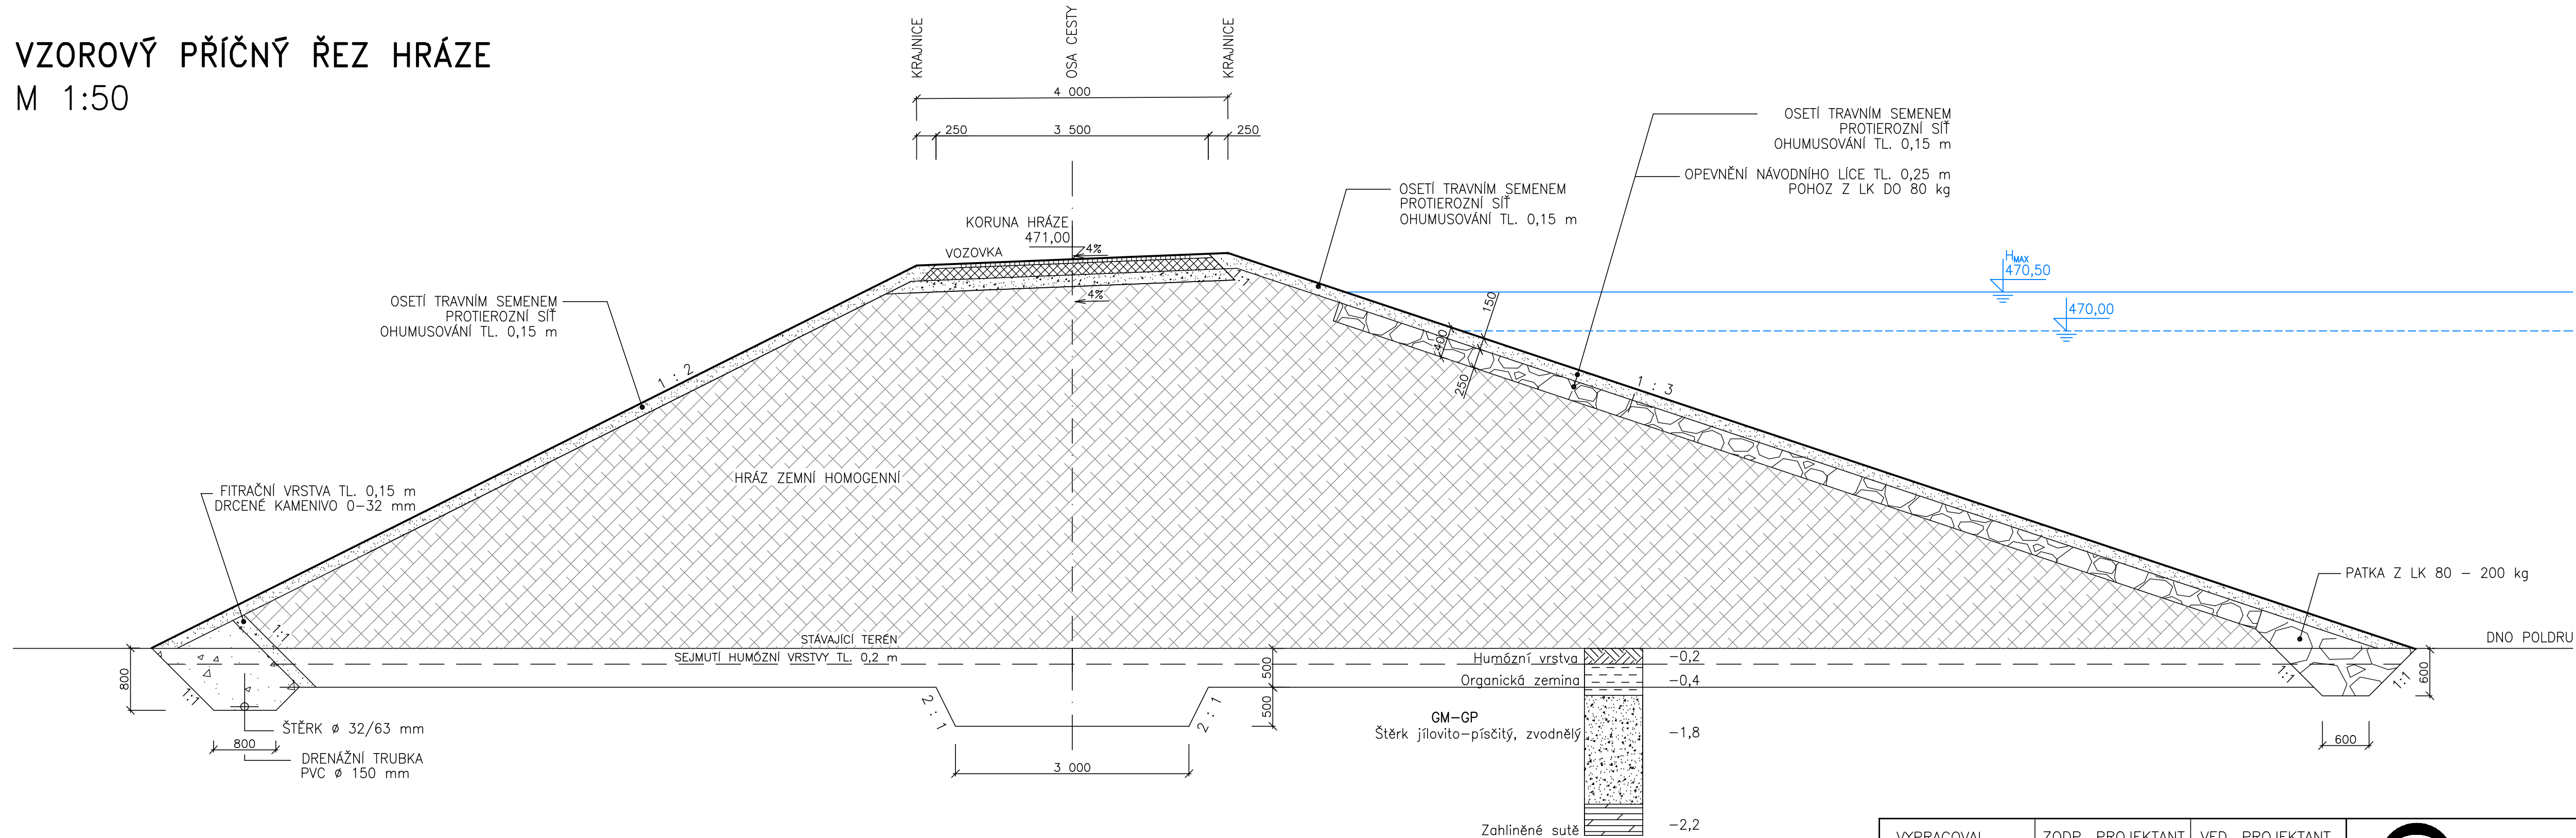 VZOROVÝ PŘÍČNÝ ŘEZ HRÁZE
M 1:50
KRAJNICE
OSA CESTY
KRAJNICE
4 000
250
3 500
250
OSETÍ TRAVNÍM SEMENEM
PROTIEROZNÍ SÍŤ
OHUMUSOVÁNÍ TL. 0,15 m
OPEVNĚNÍ NÁVODNÍHO LÍCE TL. 0,25 m
POHOZ Z LK DO 80 kg
OSETÍ TRAVNÍM SEMENEM
PROTIEROZNÍ SÍŤ
OHUMUSOVÁNÍ TL. 0,15 m
KORUNA HRÁZE
471,00
VOZOVKA
4%
4%
1:1
HMAX
470,50
470,00
OSETÍ TRAVNÍM SEMENEM
PROTIEROZNÍ SÍŤ
OHUMUSOVÁNÍ TL. 0,15 m
150
400
250
1 : 2
1 : 3
HRÁZ ZEMNÍ HOMOGENNÍ
FITRAČNÍ VRSTVA TL. 0,15 m
DRCENÉ KAMENIVO 0-32 mm
PATKA Z LK 80 - 200 kg
1:1
STÁVAJÍCÍ TERÉN
DNO POLDRU
SEJMUTÍ HUMÓZNÍ VRSTVY TL. 0,2 m
800
1:1
500
500
2 : 1
2 : 1
Humózní vrstva
-0,2
Organická zemina
-0,4
GM-GP
Štěrk jílovito-písčitý, zvodnělý
-1,8
Zahliněné sutě
-2,2
1:1
1:1
600
600
ŠTĚRK ø 32/63 mm
800
DRENÁŽNÍ TRUBKA
PVC ø 150 mm
3 000
VYPRACOVAL
ZODP. PROJEKTANT
VED. PROJEKTANT